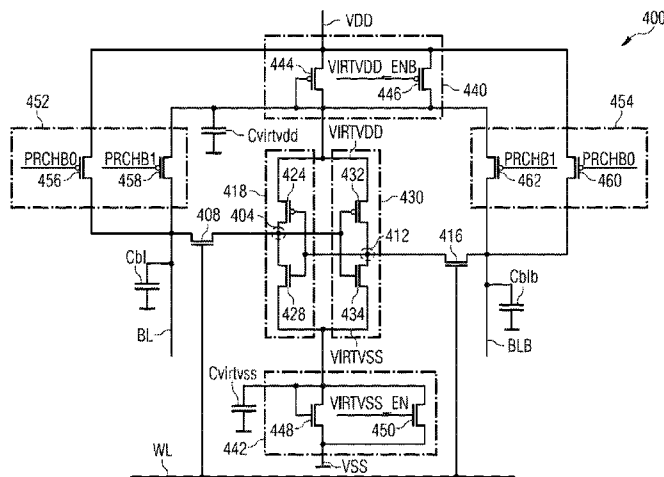 VDD
400
444
VIRTVDD_ENB
446
440
452
454
Cvirtvdd
VIRTVDD
PRCHB0
PRCHB1
PRCHB1
PRCHB0
456
458
462
460
418
424
432
430
408
404
412
416
Cbl
Cblb
428
434
BL
VIRTVSS
BLB
Cvirtvss
VIRTVSS_EN
448
450
442
WL
VSS